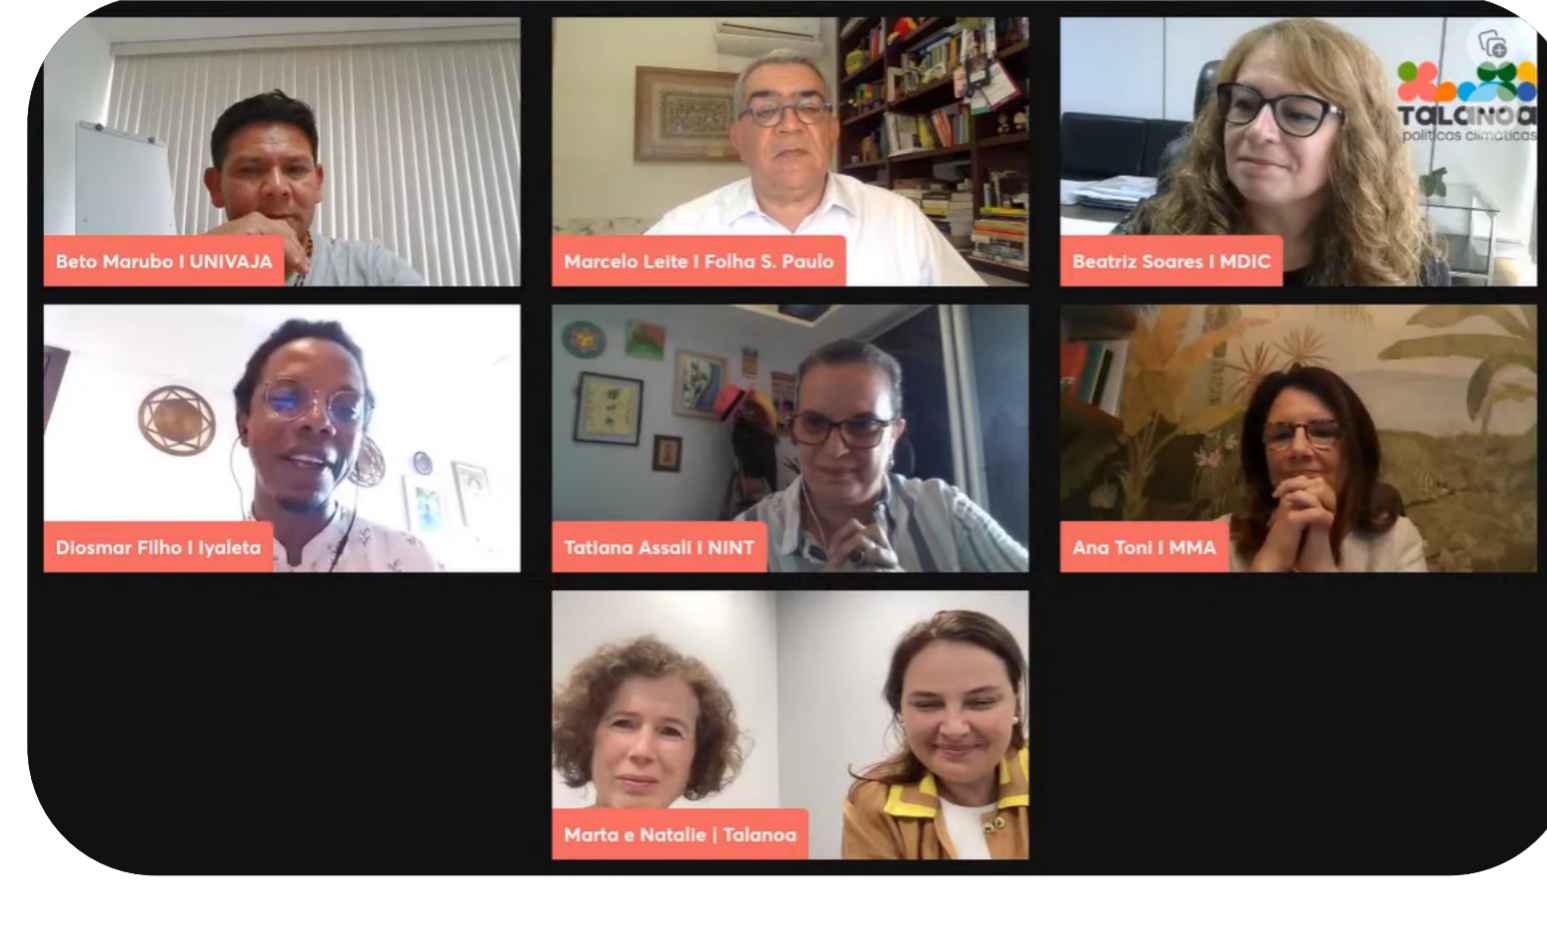 TALANOA
políticas climáticas
Beto Marubo I UNIVAJA
Marcelo Leite I Folha S. Paulo
Beatriz Soares I MDIC
Diosmar Filho I Iyaleta
Tatiana Assali I NINT
Ana Toni I MMA
Marta e Natalie | Talanoa